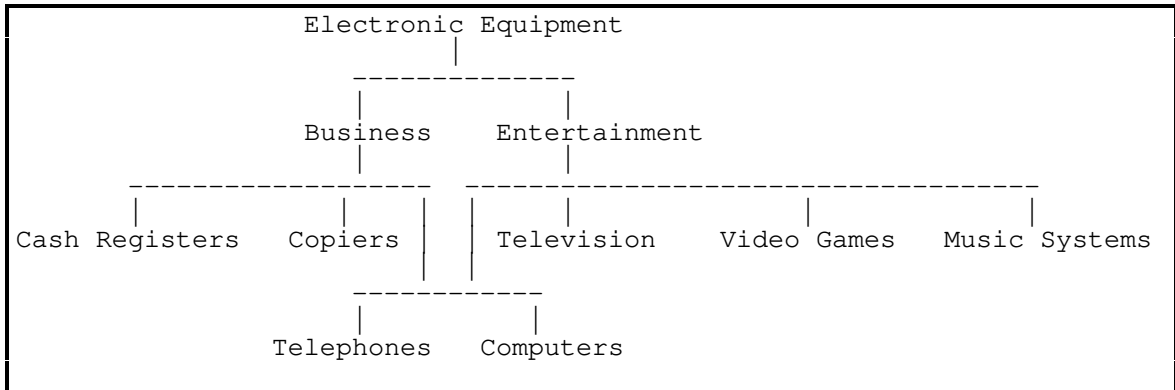 Electronic Equipment
Business Entertainment
Cash Registers Copiers Television Video Games Music Systems
Telephones Computers